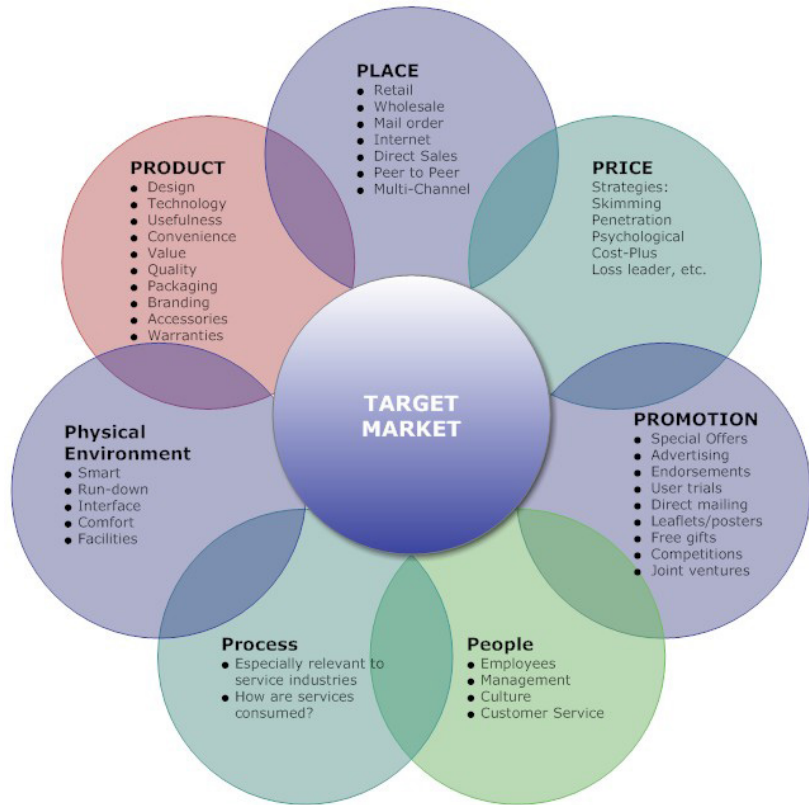 PLACE
● Retail
● Wholesale
● Mail order
● Internet
● Direct Sales
● Peer to Peer
● Multi-Channel
PRICE
Strategies:
Skimming
Penetration
Psychological
Cost-Plus
Loss leader, etc.
PROMOTION
● Special Offers
● Advertising
● Endorsements
● User trials
● Direct mailing
● Leaflets/posters
● Free gifts
● Competitions
● Joint ventures
People
● Employees
● Management
● Culture
● Customer Service
Process
● Especially relevant to
service industries
● How are services
consumed?
Physical
Environment
● Smart
● Run-down
● Interface
● Comfort
● Facilities
PRODUCT
● Design
● Technology
● Usefulness
● Convenience
● Value
● Quality
● Packaging
● Branding
● Accessories
● Warranties
TARGET
MARKET